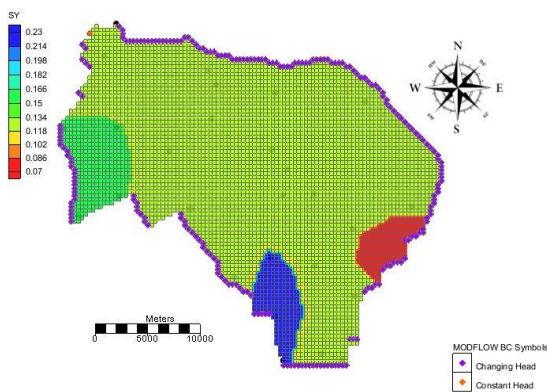 SY
0.23
0.214
0.198
0.182
0.166
0.15
0.134
0.118
0.102
0.086
0.07
N
W
E
S
Meters
0
5000
10000
MODFLOW BC Symbols
Changing Head
Constant Head